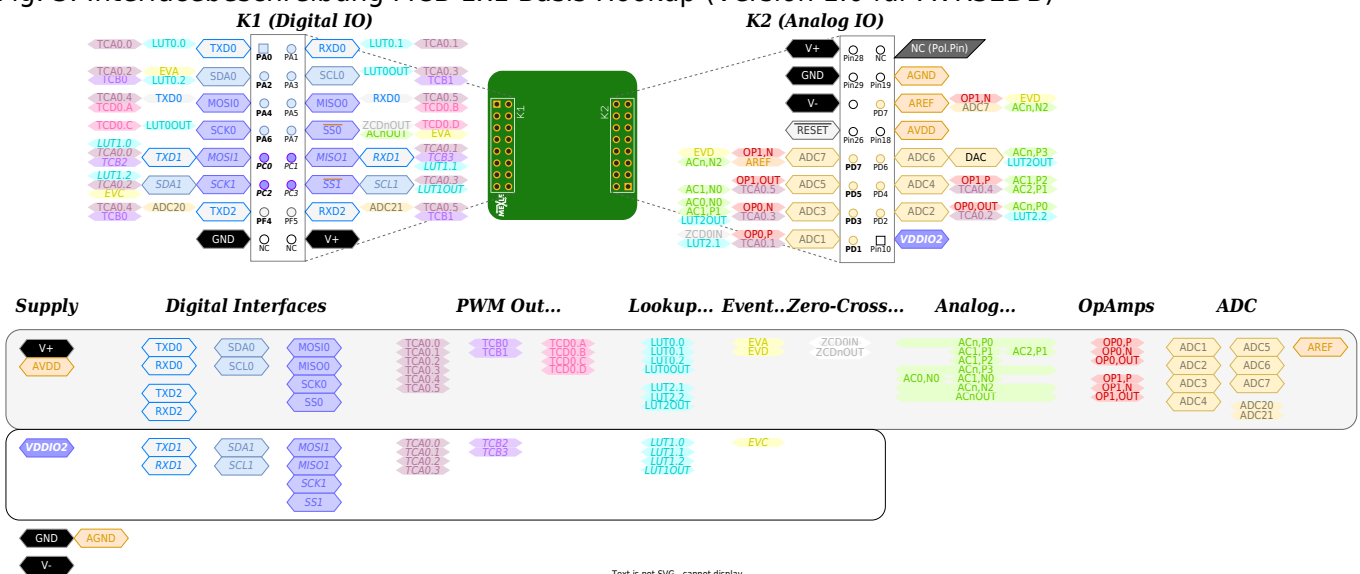 K1 (Digital IO)
K2 (Analog IO)
TCA0.0 LUT0.0 TXD0 PA0 PA1 RXD0 LUT0.1 TCA0.1
TCA0.2 TCB0 EVA LUT0.2 SDA0 PA2 PA3 SCL0 LUT0OUT TCA0.3 TCB1
TCA0.4 TCD0.A TXD0 MOSI0 PA4 PA5 MISO0 RXD0 TCA0.5 TCD0.B
TCD0.C LUT0OUT SCK0 PA6 PA7 SS0 ZCDnOUT ACnOUT TCD0.D EVA
LUT1.0 TCA0.0 TCB2 TXD1 MOSI1 PC0 PC1 MISO1 RXD1 TCA0.1 TCB3 LUT1.1
LUT1.2 TCA0.2 EVC SDA1 SCK1 PC2 PC3 SS1 SCL1 TCA0.3 LUT1OUT
TCA0.4 TCB0 ADC20 TXD2 PF4 PF5 RXD2 ADC21 TCA0.5 TCB1
GND NC NC V+
K1
K2
MEXLE
V+ Pin28 NC NC (Pol.Pin)
GND Pin29 Pin19 AGND
V- PD7 AREF OP1,N ADC7 EVD ACn,N2
RESET Pin26 Pin18 AVDD
EVD ACn,N2 OP1,N AREF ADC7 PD7 PD6 ADC6 DAC ACn,P3 LUT2OUT
AC1,N0 OP1,OUT TCA0.5 ADC5 PD5 PD4 ADC4 OP1,P TCA0.4 AC1,P2 AC2,P1
AC0,N0 AC1,P1 LUT2OUT OP0,N TCA0.3 ADC3 PD3 PD2 ADC2 OP0,OUT TCA0.2 ACn,P0 LUT2.2
ZCD0IN LUT2.1 OP0,P TCA0.1 ADC1 PD1 Pin10 VDDIO2
Supply Digital Interfaces PWM Out... Lookup... Event... Zero-Cross... Analog... OpAmps ADC
V+ TXD0 SDA0 MOSI0 TCA0.0 TCB0 TCD0.A LUT0.0 EVA ZCD0IN ACn,P0 OP0,P ADC1 ADC5 AREF
AVDD RXD0 SCL0 MISO0 TCA0.1 TCB1 TCD0.B LUT0.1 EVD ZCDnOUT AC1,P1 AC2,P1 OP0,N ADC2 ADC6
TCA0.2 TCD0.C LUT0.2 AC1,P2 OP0,OUT
SCK0 TCA0.3 TCD0.D LUT0OUT ACn,P3
TXD2 SS0 TCA0.4 AC0,N0 AC1,N0 OP1,P ADC3 ADC7
TCA0.5 LUT2.1 ACn,N2 OP1,N
RXD2 LUT2.2 ACnOUT OP1,OUT ADC4 ADC20
LUT2OUT ADC21
VDDIO2 TXD1 SDA1 MOSI1 TCA0.0 TCB2 LUT1.0 EVC
RXD1 SCL1 MISO1 TCA0.1 TCB3 LUT1.1
TCA0.2 LUT1.2
SCK1 TCA0.3 LUT1OUT
SS1
GND AGND
V-